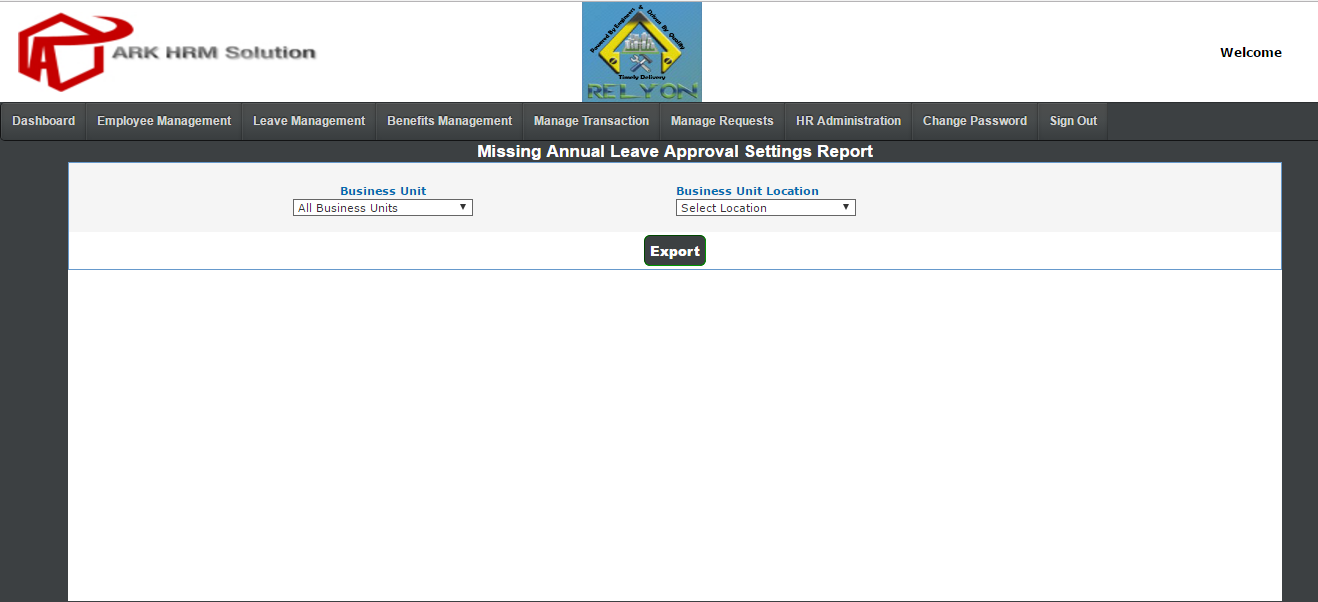 ARK HRM Solution
Powered By Engineers & Driven By Quality
Timely Delivery
RELYON
Welcome
Dashboard Employee Management Leave Management Benefits Management Manage Transaction Manage Requests HR Administration Change Password Sign Out
Missing Annual Leave Approval Settings Report
Business Unit Business Unit Location
All Business Units Select Location
Export